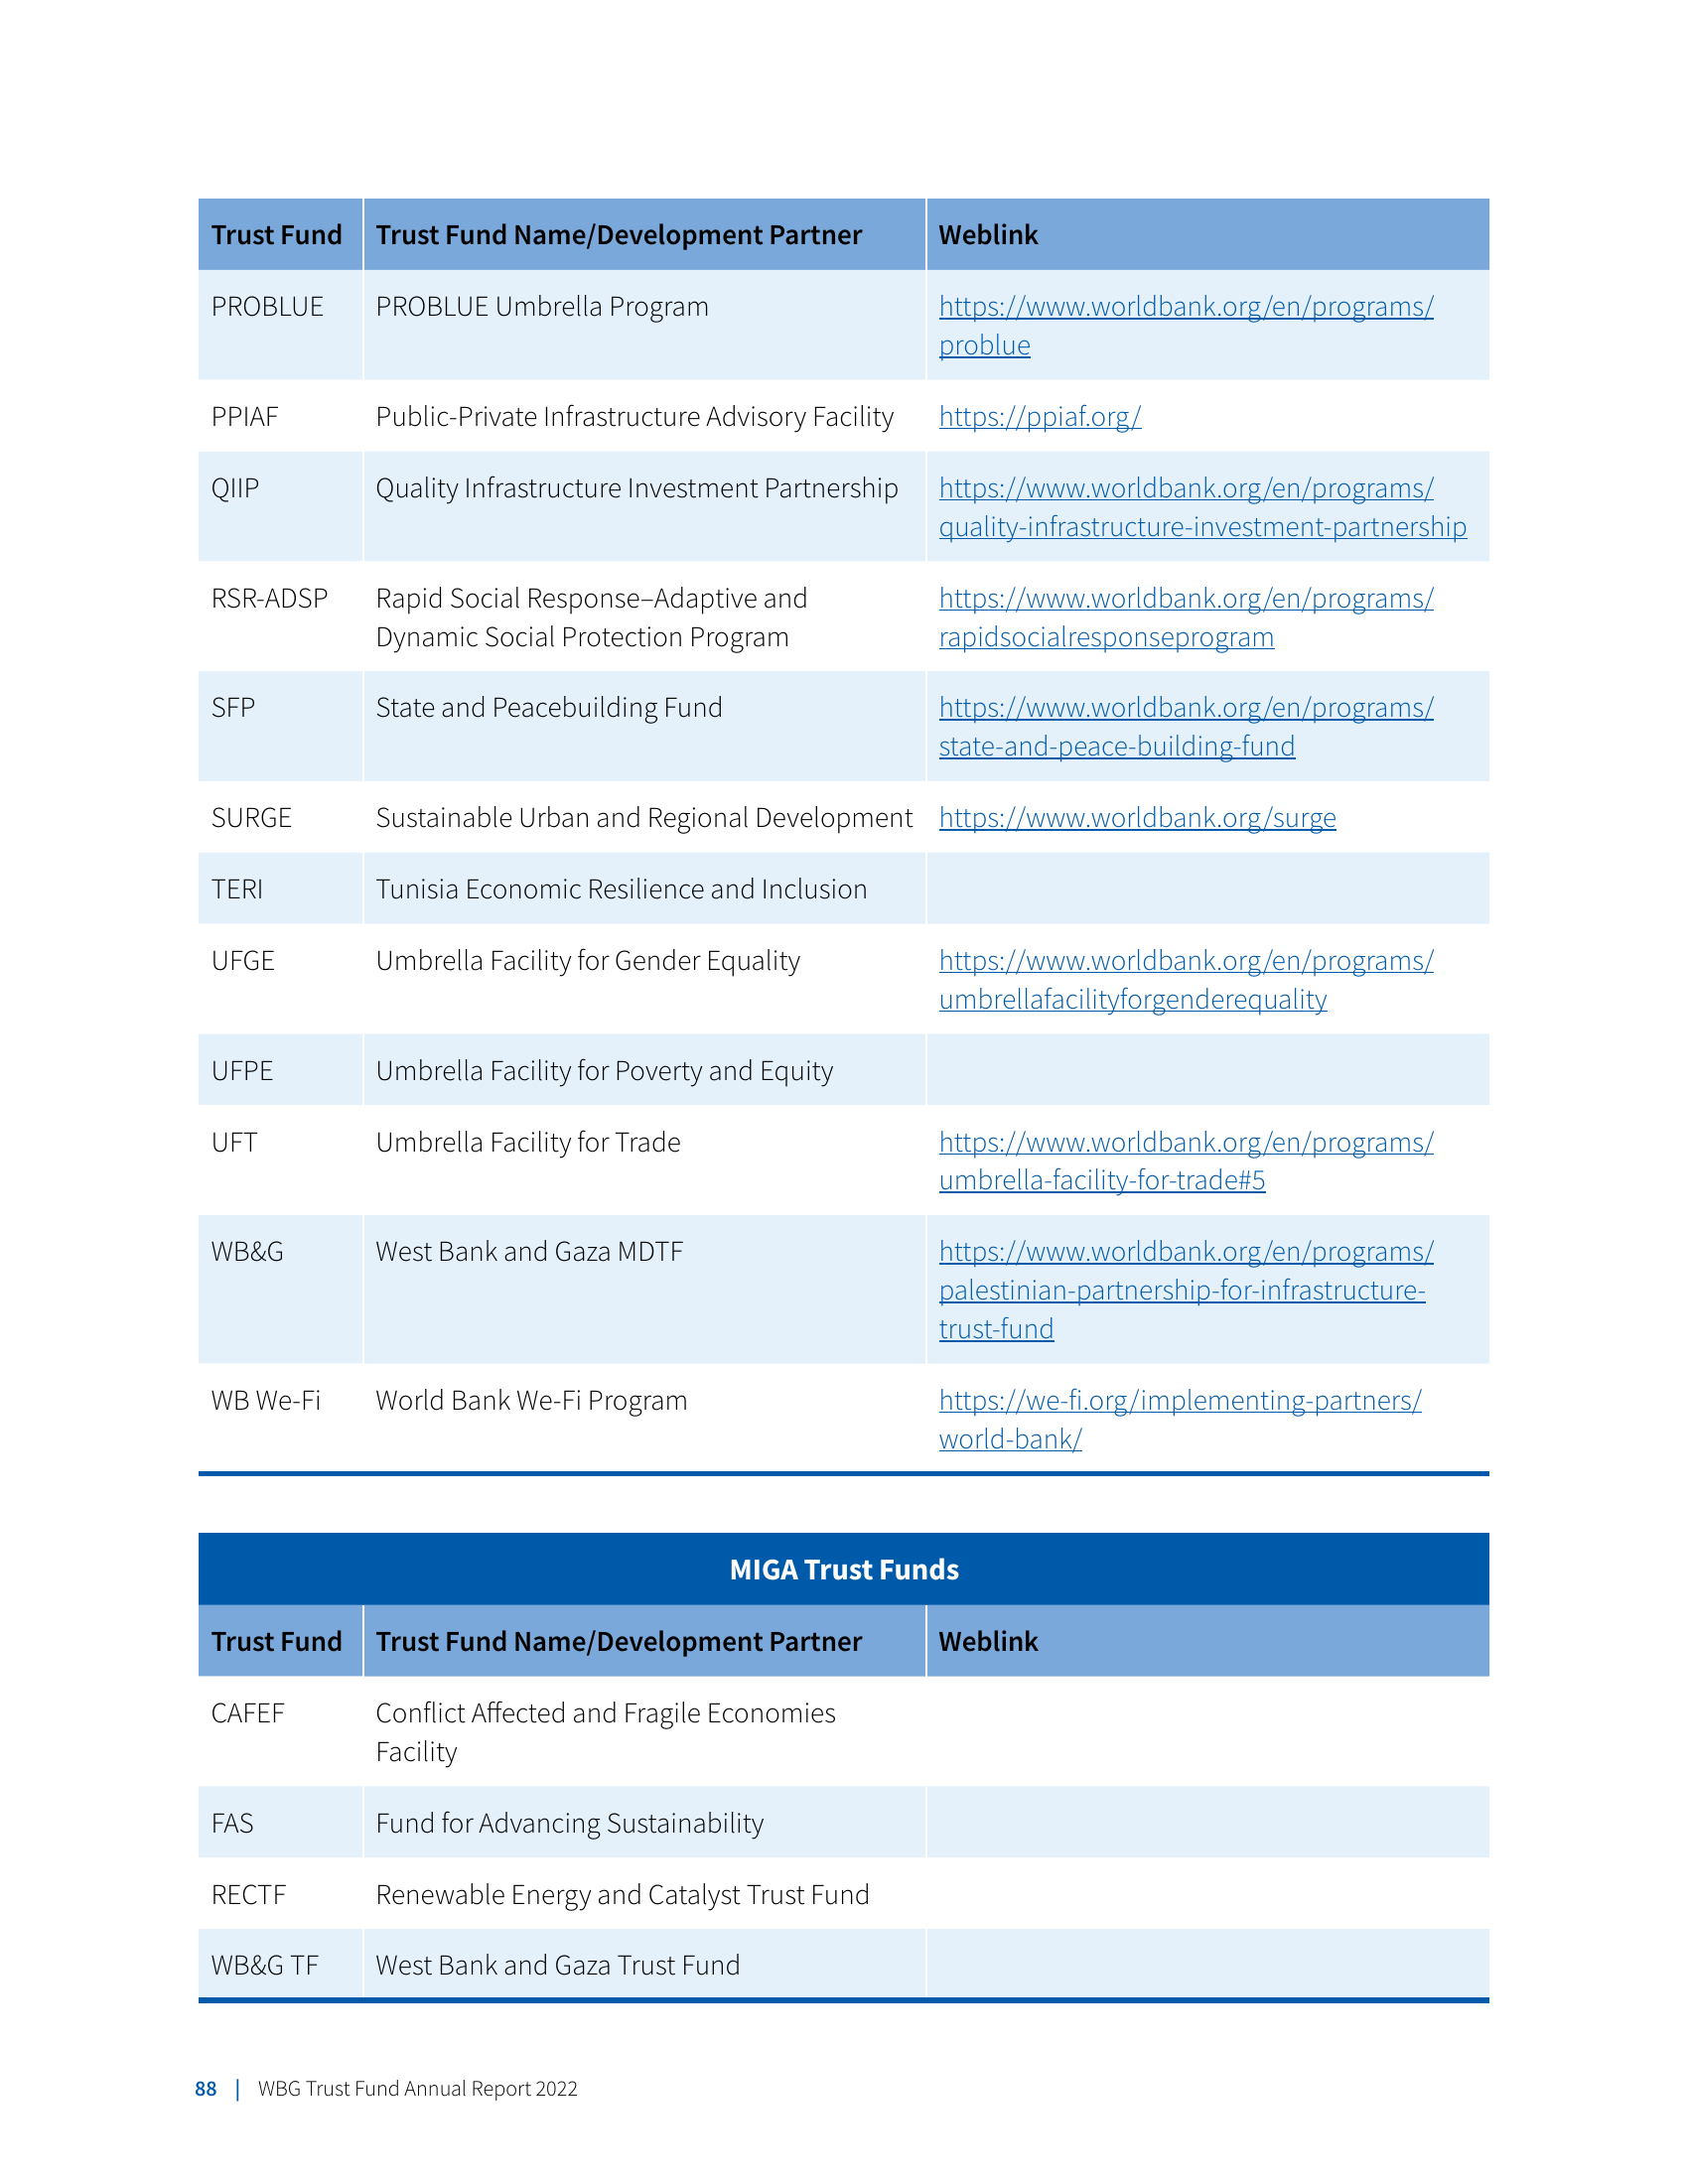 Trust Fund Trust Fund Name/Development Partner Weblink
PROBLUE PROBLUE Umbrella Program https://www.worldbank.org/en/programs/
problue
PPIAF Public-Private Infrastructure Advisory Facility https://ppiaf.org/
QIIP Quality Infrastructure Investment Partnership https://www.worldbank.org/en/programs/
quality-infrastructure-investment-partnership
RSR-ADSP Rapid Social Response–Adaptive and https://www.worldbank.org/en/programs/
Dynamic Social Protection Program rapidsocialresponseprogram
SFP State and Peacebuilding Fund https://www.worldbank.org/en/programs/
state-and-peace-building-fund
SURGE Sustainable Urban and Regional Development https://www.worldbank.org/surge
TERI Tunisia Economic Resilience and Inclusion
UFGE Umbrella Facility for Gender Equality https://www.worldbank.org/en/programs/
umbrellafacilityforgenderequality
UFPE Umbrella Facility for Poverty and Equity
UFT Umbrella Facility for Trade https://www.worldbank.org/en/programs/
umbrella-facility-for-trade#5
WB&G West Bank and Gaza MDTF https://www.worldbank.org/en/programs/
palestinian-partnership-for-infrastructure-
trust-fund
WB We-Fi World Bank We-Fi Program https://we-fi.org/implementing-partners/
world-bank/
MIGA Trust Funds
Trust Fund Trust Fund Name/Development Partner Weblink
CAFEF Conflict Affected and Fragile Economies
Facility
FAS Fund for Advancing Sustainability
RECTF Renewable Energy and Catalyst Trust Fund
WB&G TF West Bank and Gaza Trust Fund
88 | WBG Trust Fund Annual Report 2022